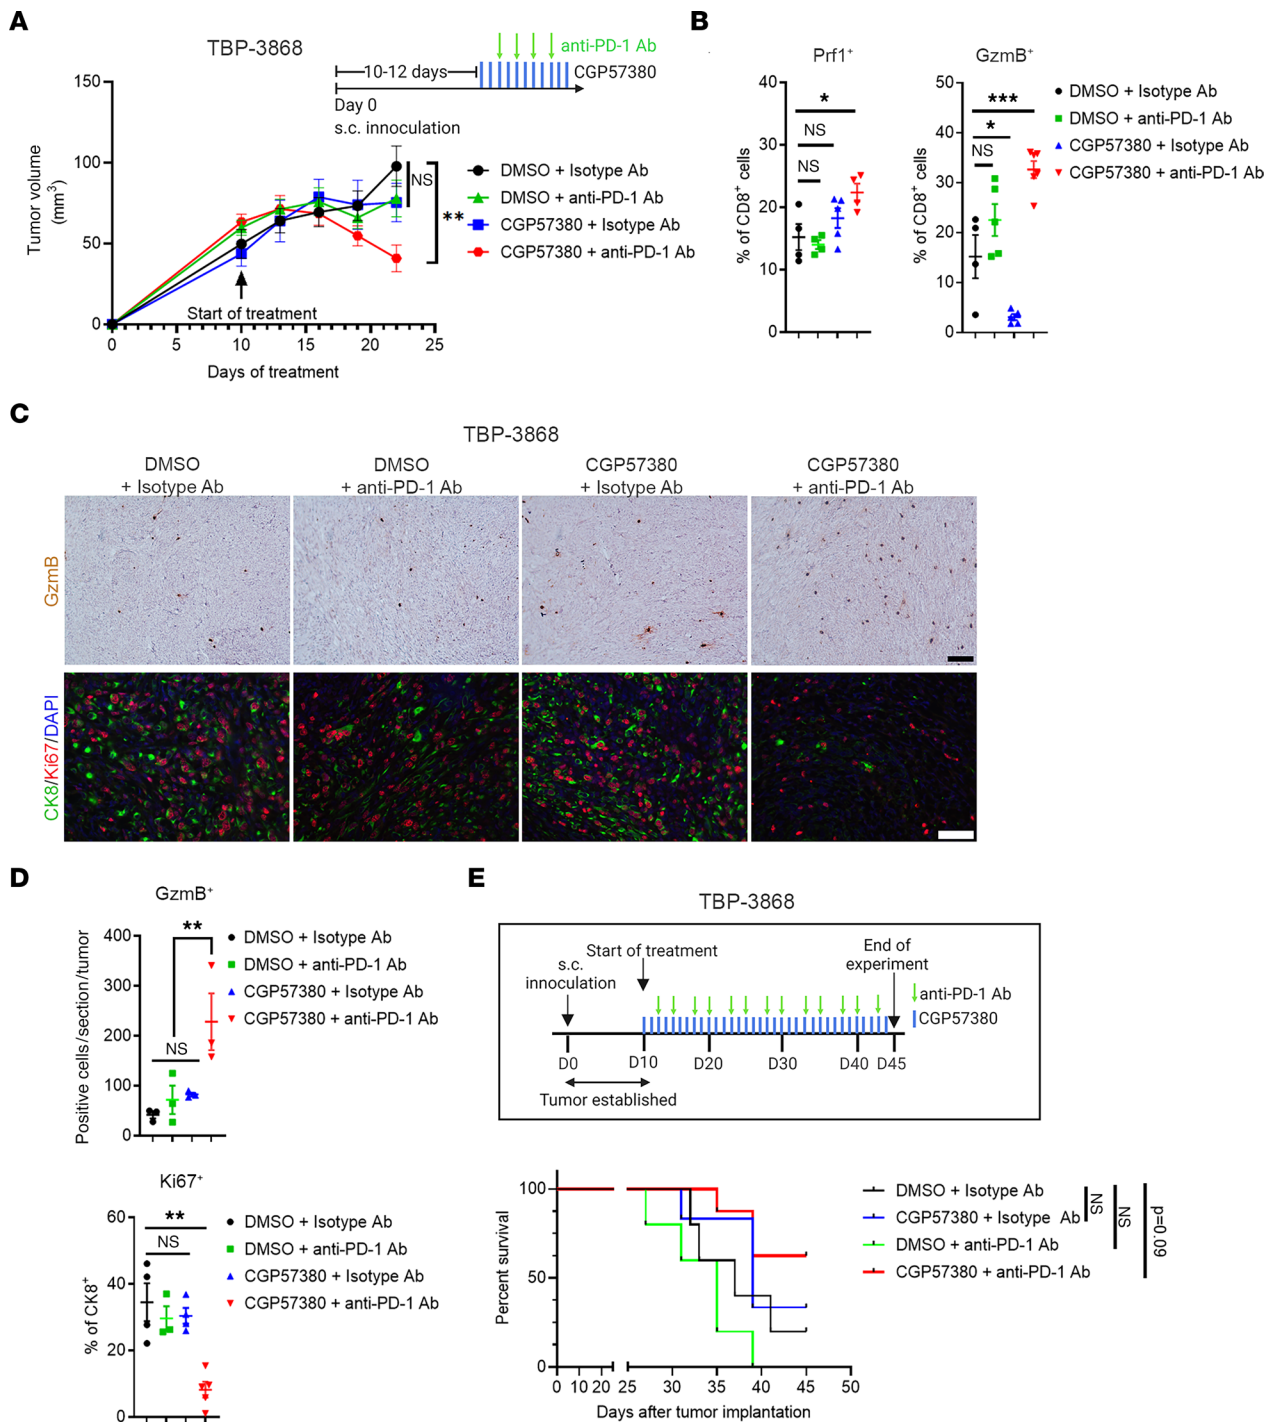 A
TBP-3868
anti-PD-1 Ab
10-12 days
CGP57380
Day 0
s.c. innoculation
Tumor volume
(mm3)
150
100
50
0
0 5 10 15 20 25
Days of treatment
Start of treatment
NS
**
DMSO + Isotype Ab
DMSO + anti-PD-1 Ab
CGP57380 + Isotype Ab
CGP57380 + anti-PD-1 Ab
B
Prf1+
% of CD8+ cells
40
30
20
10
0
*
NS
NS
GzmB+
% of CD8+ cells
50
40
30
20
10
0
***
*
NS
DMSO + Isotype Ab
DMSO + anti-PD-1 Ab
CGP57380 + Isotype Ab
CGP57380 + anti-PD-1 Ab
C
TBP-3868
DMSO
+ Isotype Ab
DMSO
+ anti-PD-1 Ab
CGP57380
+ Isotype Ab
CGP57380
+ anti-PD-1 Ab
GzmB
CK8/Ki67/DAPI
D
GzmB+
Positive cells/section/tumor
400
300
200
100
0
**
NS
DMSO + Isotype Ab
DMSO + anti-PD-1 Ab
CGP57380 + Isotype Ab
CGP57380 + anti-PD-1 Ab
Ki67+
% of CK8+
60
40
20
0
**
NS
DMSO + Isotype Ab
DMSO + anti-PD-1 Ab
CGP57380 + Isotype Ab
CGP57380 + anti-PD-1 Ab
E
TBP-3868
s.c.
innoculation
Start of treatment
End of
experiment
anti-PD-1 Ab
CGP57380
D0 D10 D20 D30 D40 D45
Tumor established
Percent survival
100
50
0
0 10 20 25 30 35 40 45 50
Days after tumor implantation
DMSO + Isotype Ab
CGP57380 + Isotype Ab
DMSO + anti-PD-1 Ab
CGP57380 + anti-PD-1 Ab
NS
NS
p=0.09